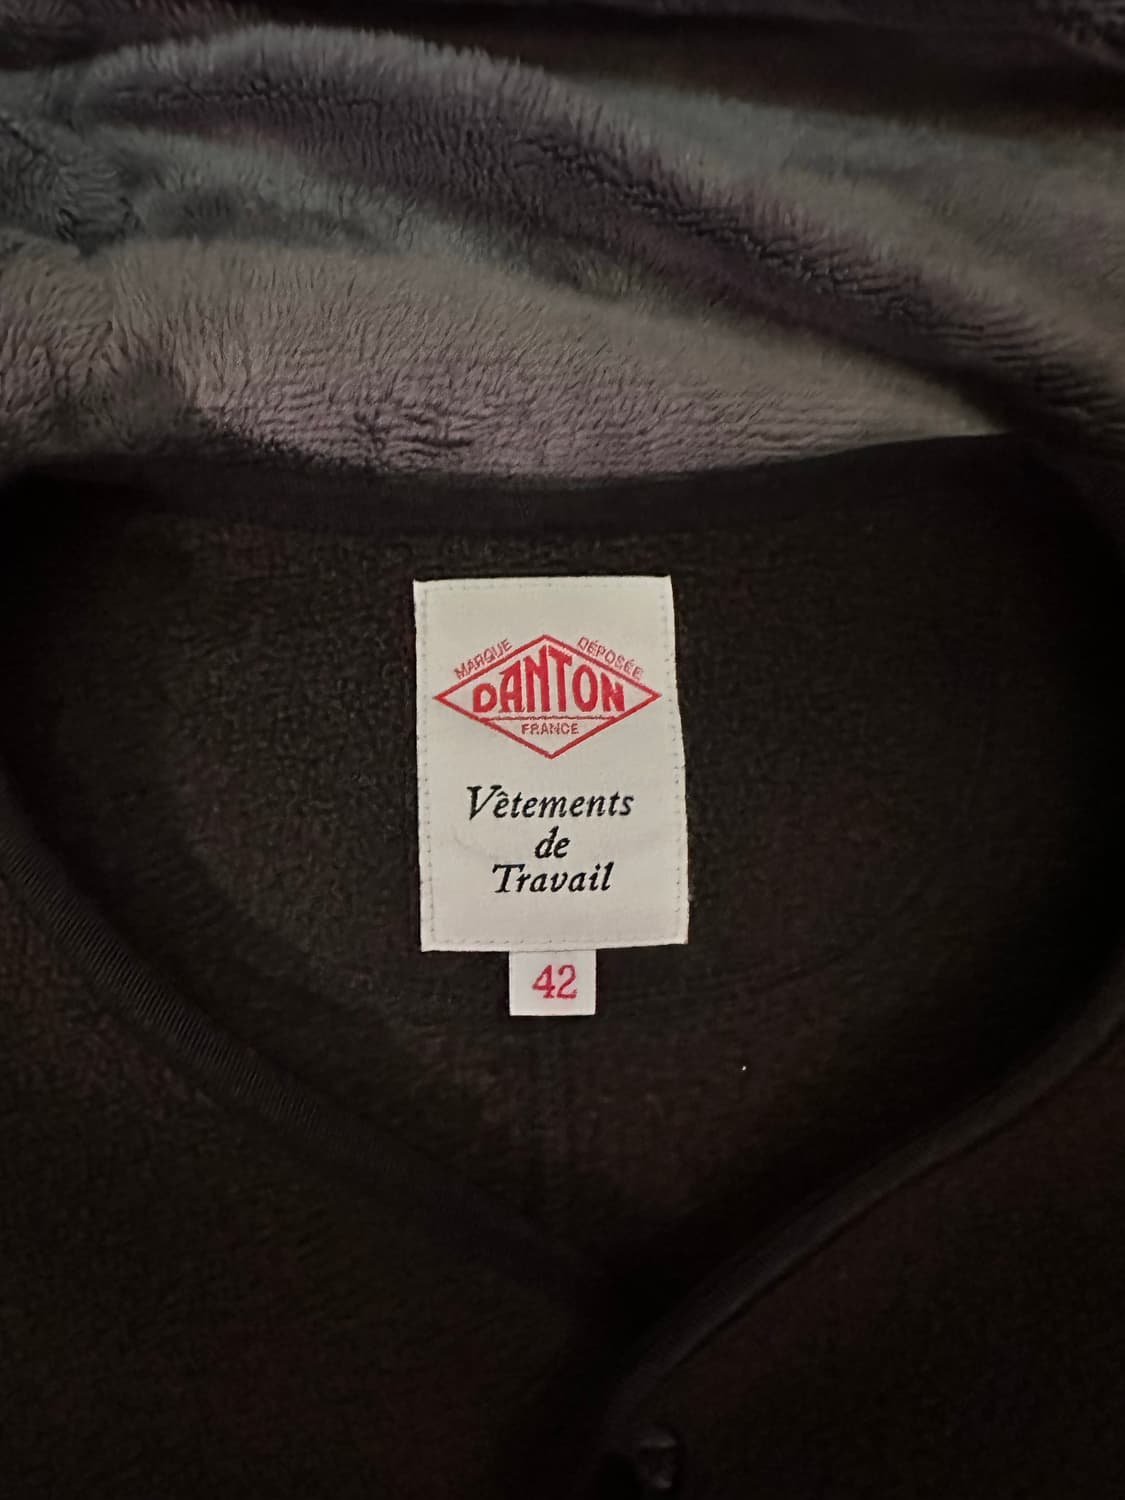 MARQUE DÉPOSÉE
DANTON
FRANCE
Vêtements
de
Travail
42